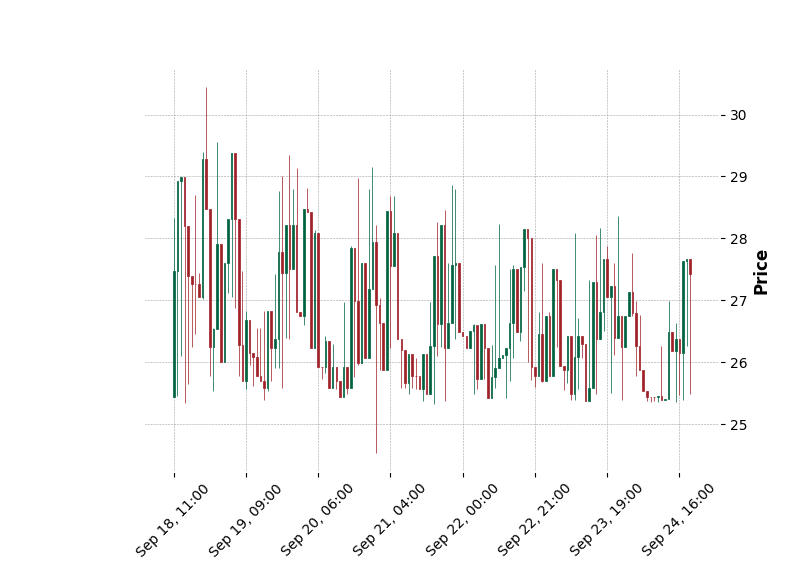 30
29
28
27
26
25
Price
Sep 18, 11:00
Sep 19, 09:00
Sep 20, 06:00
Sep 21, 04:00
Sep 22, 00:00
Sep 22, 21:00
Sep 23, 19:00
Sep 24, 16:00